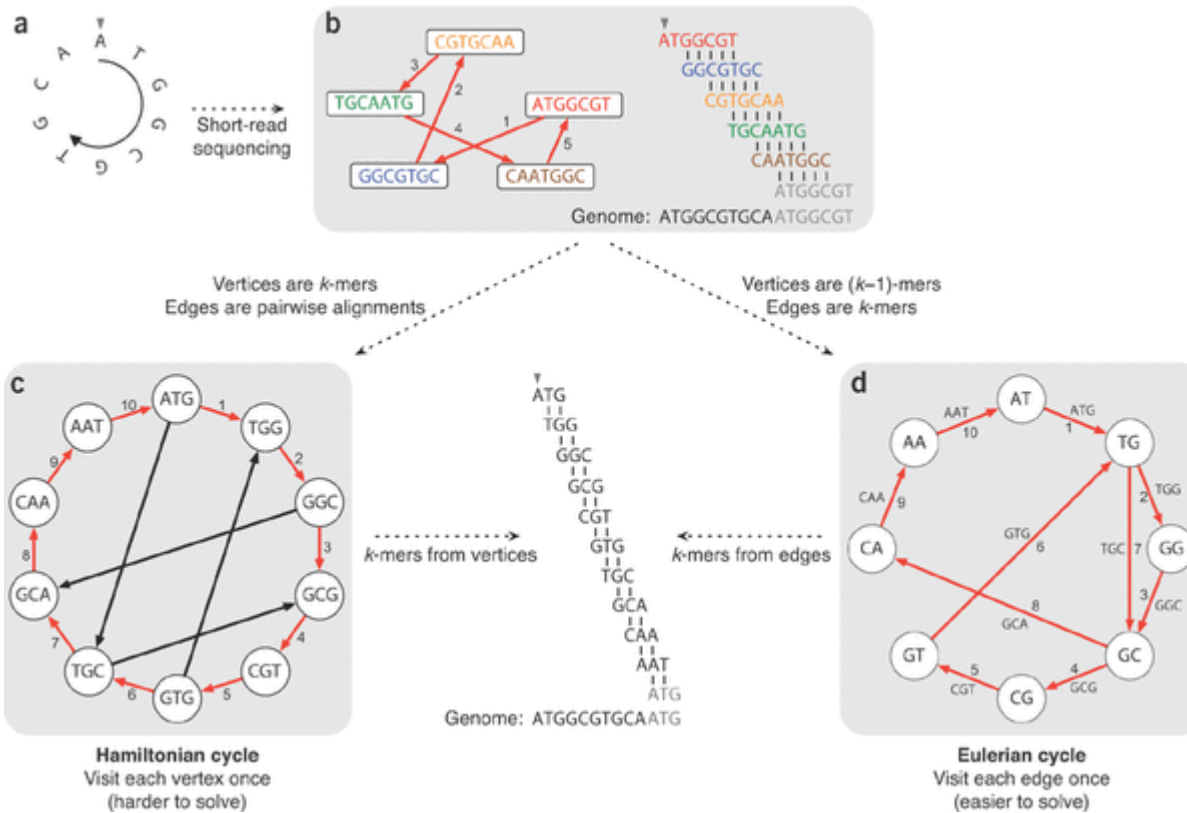 a
A
T
G
G
C
G
T
G
C
A
Short-read
sequencing
b
CGTGCAA
3
2
TGCAATG
ATGGCGT
1
4
5
GGCGTGC
CAATGGC
ATGGCGT
GGCGTGC
CGTGCAA
TGCAATG
CAATGGC
ATGGCGT
Genome: ATGGCGTGCAATGGCGT
Vertices are k-mers
Edges are pairwise alignments
Vertices are (k–1)-mers
Edges are k-mers
c
ATG
10
1
AAT
TGG
9
2
CAA
GGC
8
3
GCA
GCG
7
4
TGC
CGT
6
5
GTG
Hamiltonian cycle
Visit each vertex once
(harder to solve)
k-mers from vertices
ATG
TGG
GGC
GCG
CGT
GTG
TGC
GCA
CAA
AAT
ATG
Genome: ATGGCGTGCAATG
k-mers from edges
d
AT
AAT
10
ATG
1
AA
TG
CAA
9
2
TGG
GTG
6
TGC
7
CA
GG
3
GGC
8
GCA
GT
GC
5
CGT
4
GCG
CG
Eulerian cycle
Visit each edge once
(easier to solve)